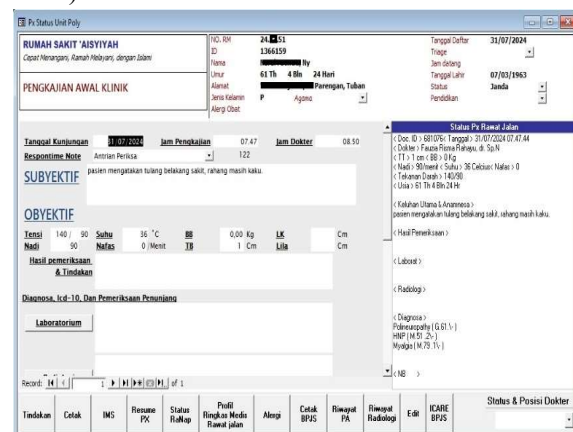 Px Status Unit Poly
RUMAH SAKIT 'AISYIYAH
Cepat Menangani, Ramah Melayani, dengan Islami
PENGKAJIAN AWAL KLINIK
NO. RM 24. 51
ID 1366159
Nama Ny
Umur 61 Th 4 Bln 24 Hari
Alamat Parengan, Tuban
Jenis Kelamin P Agama
Alergi Obat
Tanggal Daftar 31/07/2024
Triage
Jam datang
Tanggal Lahir 07/03/1963
Status Janda
Pendidikan
Tanggal Kunjungan 31/07/2024 Jam Pengkajian 07.47 Jam Dokter 08.50
Respontime Note Antrian Periksa 122
SUBYEKTIF pasien mengatakan tulang belakang sakit, rahang masih kaku.
OBYEKTIF
Tensi 140 / 90 Suhu 36 °C BB 0,00 Kg LK Cm
Nadi 90 Nafas 0 /Menit TB 1 Cm Lila Cm
Hasil pemeriksaan
& Tindakan
Diagnosa, Icd-10, Dan Pemeriksaan Penunjang
Laboratorium
Record: 1 of 1
Status Px Rawat Jalan
< Doc. ID > 681076< Tanggal > 31/07/2024 07.47.44
< Dokter > Fauzia Risma Rahayu, dr. Sp.N
< TT > 1 cm < BB > 0 Kg
< Nadi > 90/menit < Suhu > 36 Celcius< Nafas > 0
< Tekanan Darah > 140/90
< Usia > 61 Th 4 Bln 24 Hr
< Keluhan Utama & Anamnesa >
pasien mengatakan tulang belakang sakit, rahang masih kaku.
< Hasil Pemeriksaan >
< Laborat >
< Radiologi >
< Diagnosa >
Polineuropathy ( G.61.\- )
HNP ( M.51 .2\- )
Myalgia ( M.79 .1\- )
< NB >
Tindakan
Cetak
IMS
Resume PX
Status RaNap
Profil Ringkas Medis Rawat jalan
Alergi
Cetak BPJS
Riwayat PA
Riwayat Radiologi
Edit
ICARE BPJS
Status & Posisi Dokter